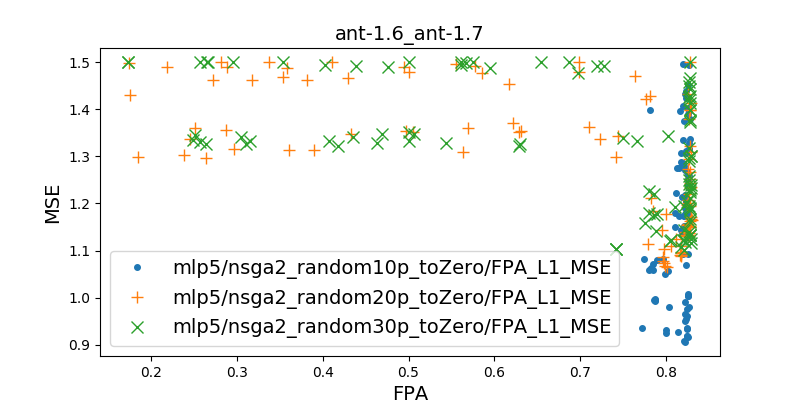 ant-1.6_ant-1.7
MSE
1.5
1.4
1.3
1.2
1.1
1.0
0.9
mlp5/nsga2_random10p_toZero/FPA_L1_MSE
mlp5/nsga2_random20p_toZero/FPA_L1_MSE
mlp5/nsga2_random30p_toZero/FPA_L1_MSE
0.2 0.3 0.4 0.5 0.6 0.7 0.8
FPA